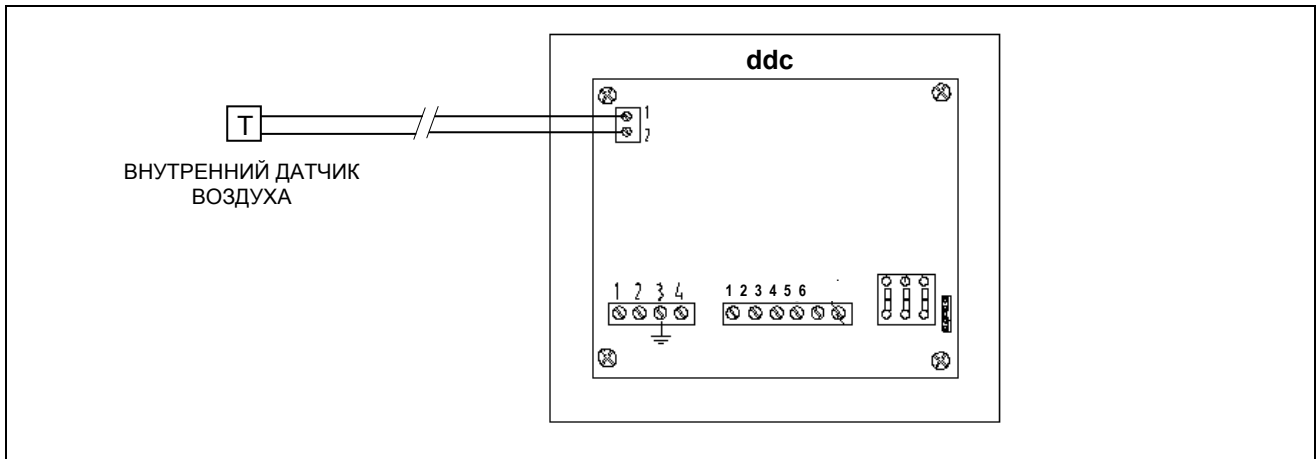 ddc
1
2
T
ВНУТРЕННИЙ ДАТЧИК
ВОЗДУХА
1 2 3 4
1 2 3 4 5 6